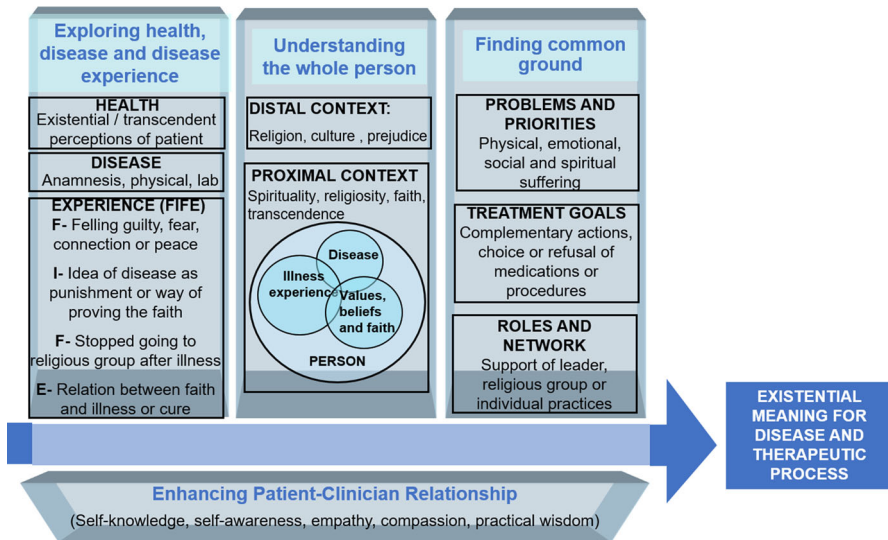 Exploring health,
disease and disease
experience
HEALTH
Existential / transcendent
perceptions of patient
DISEASE
Anamnesis, physical, lab
EXPERIENCE (FIFE)
F- Felling guilty, fear,
connection or peace
I- Idea of disease as
punishment or way of
proving the faith
F- Stopped going to
religious group after illness
E- Relation between faith
and illness or cure
Understanding
the whole person
DISTAL CONTEXT:
Religion, culture , prejudice
PROXIMAL CONTEXT
Spirituality, religiosity, faith,
transcendence
Disease
Illness
experience
Values,
beliefs
and faith
PERSON
Finding common
ground
PROBLEMS AND
PRIORITIES
Physical, emotional,
social and spiritual
suffering
TREATMENT GOALS
Complementary actions,
choice or refusal of
medications or
procedures
ROLES AND
NETWORK
Support of leader,
religious group or
individual practices
EXISTENTIAL
MEANING FOR
DISEASE AND
THERAPEUTIC
PROCESS
Enhancing Patient-Clinician Relationship
(Self-knowledge, self-awareness, empathy, compassion, practical wisdom)